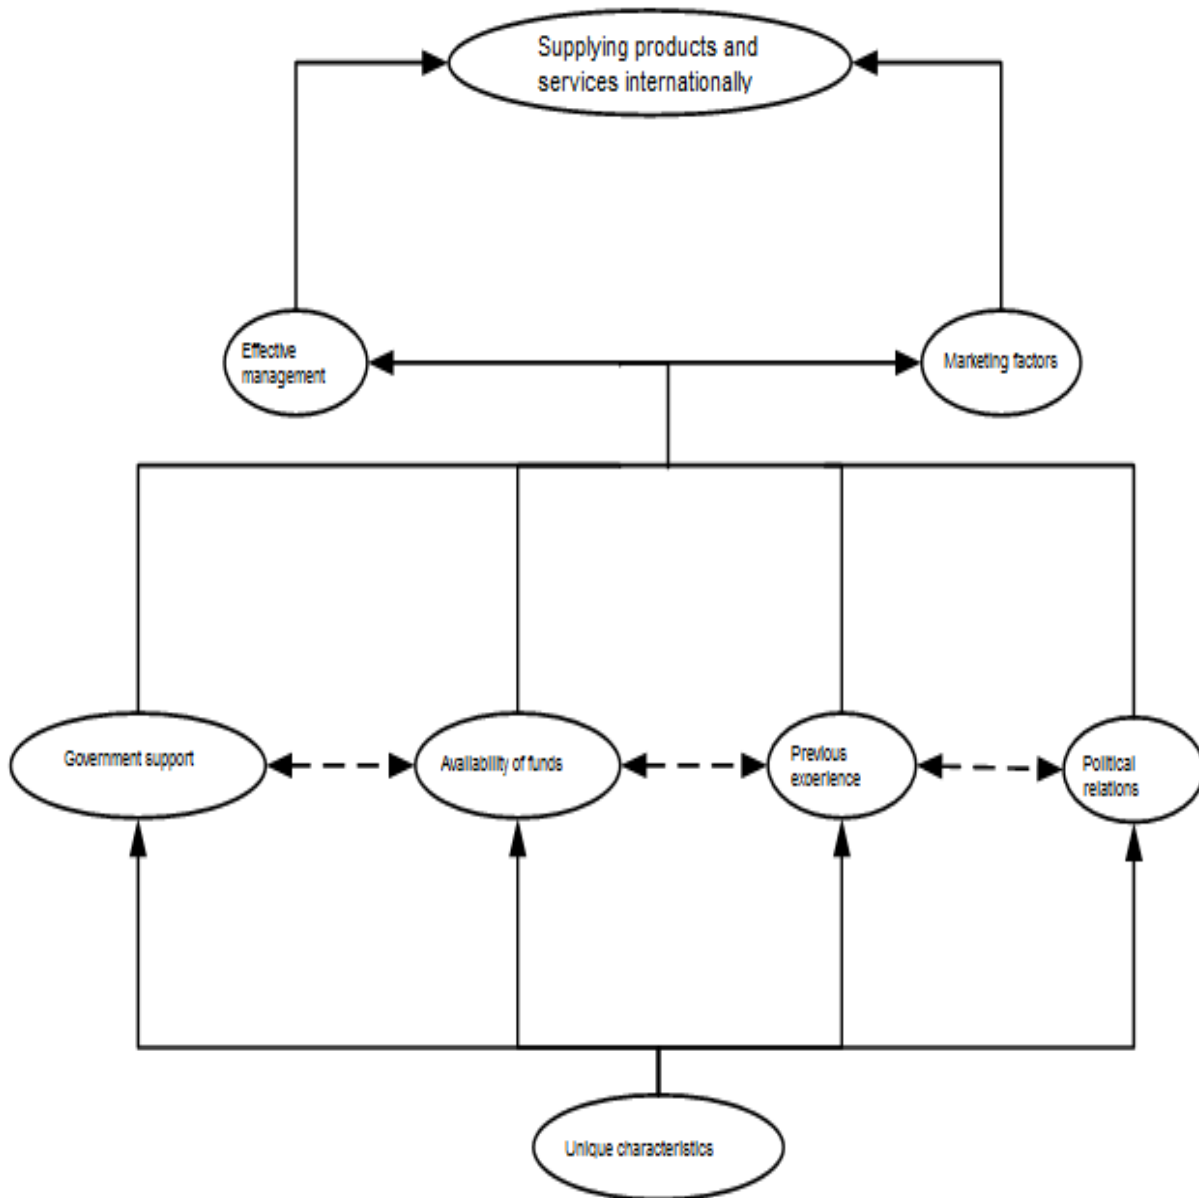 Supplying products and
services internationally
Effective
management
Marketing factors
Government support
Availability of funds
Previous
experience
Political
relations
Unique characteristics